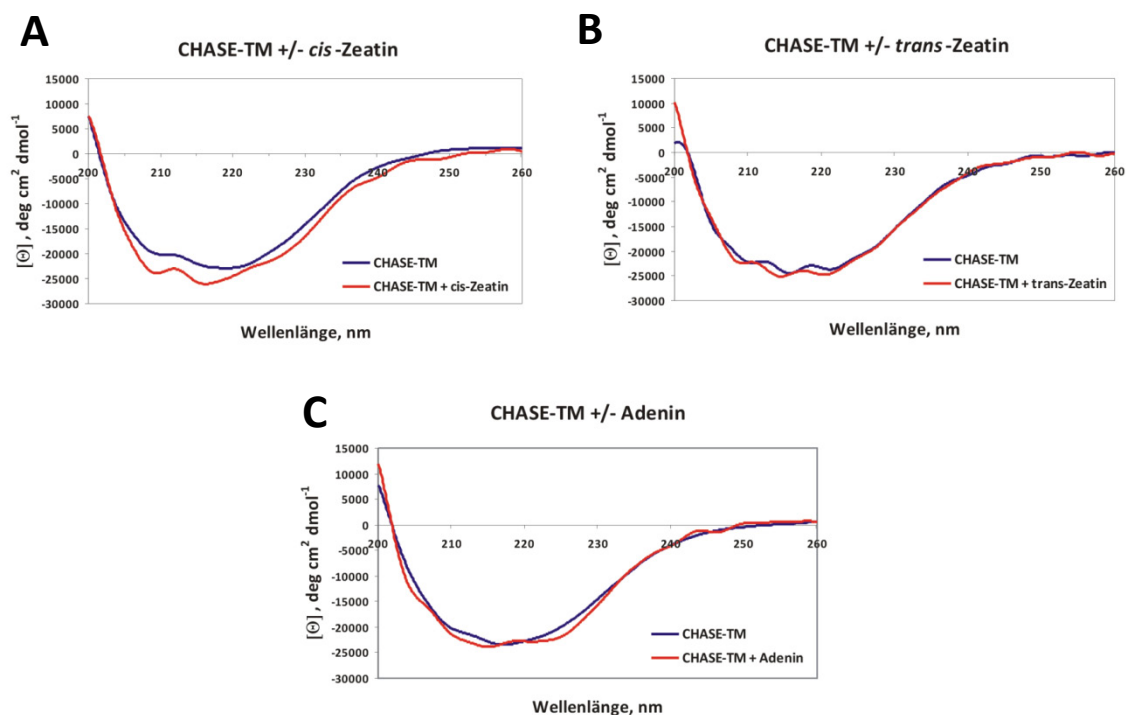 A
CHASE-TM +/- cis-Zeatin
15000
10000
5000
0
-5000
-10000
-15000
-20000
-25000
-30000
200
210
220
230
240
250
260
[Θ], deg cm² dmol⁻¹
CHASE-TM
CHASE-TM + cis-Zeatin
Wellenlänge, nm
B
CHASE-TM +/- trans-Zeatin
15000
10000
5000
0
-5000
-10000
-15000
-20000
-25000
-30000
200
210
220
230
240
250
260
[Θ], deg cm² dmol⁻¹
CHASE-TM
CHASE-TM + trans-Zeatin
Wellenlänge, nm
C
CHASE-TM +/- Adenin
15000
10000
5000
0
-5000
-10000
-15000
-20000
-25000
-30000
200
210
220
230
240
250
260
[Θ], deg cm² dmol⁻¹
CHASE-TM
CHASE-TM + Adenin
Wellenlänge, nm